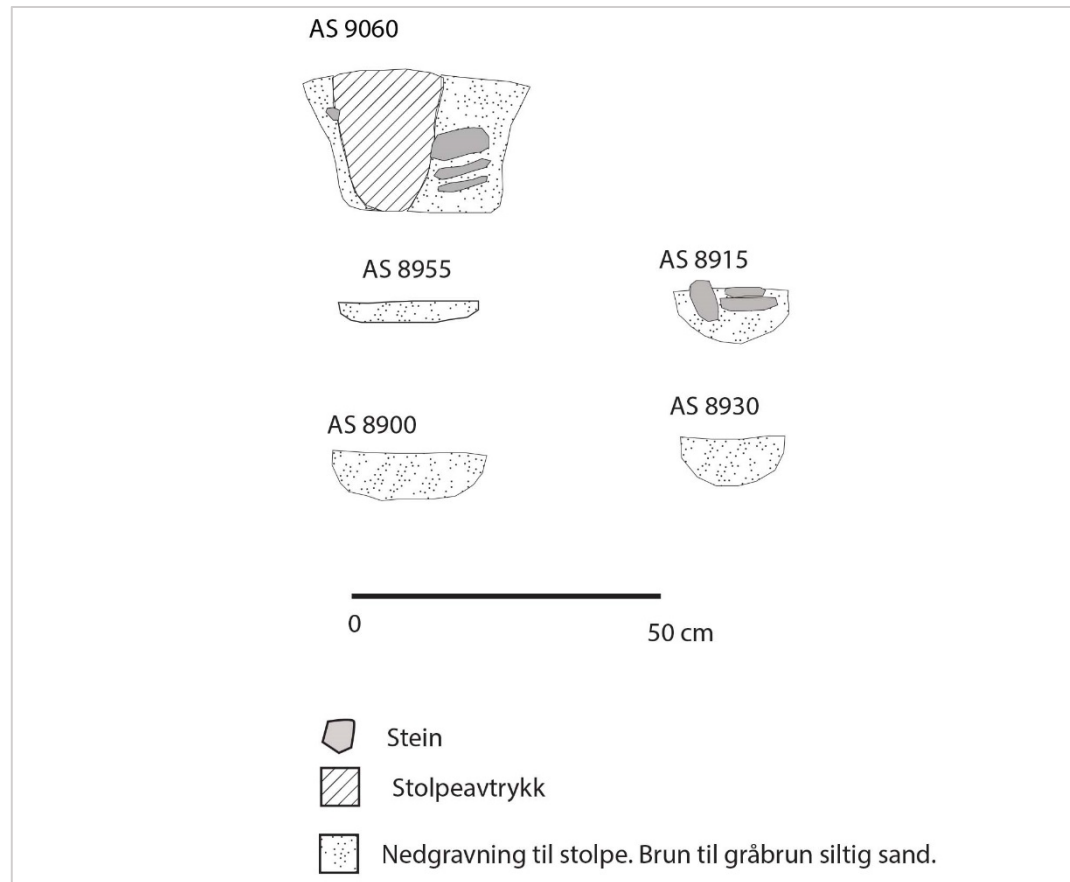 AS 9060
AS 8955
AS 8915
AS 8900
AS 8930
0
50 cm
Stein
Stolpeavtrykk
Nedgravning til stolpe. Brun til gråbrun siltig sand.